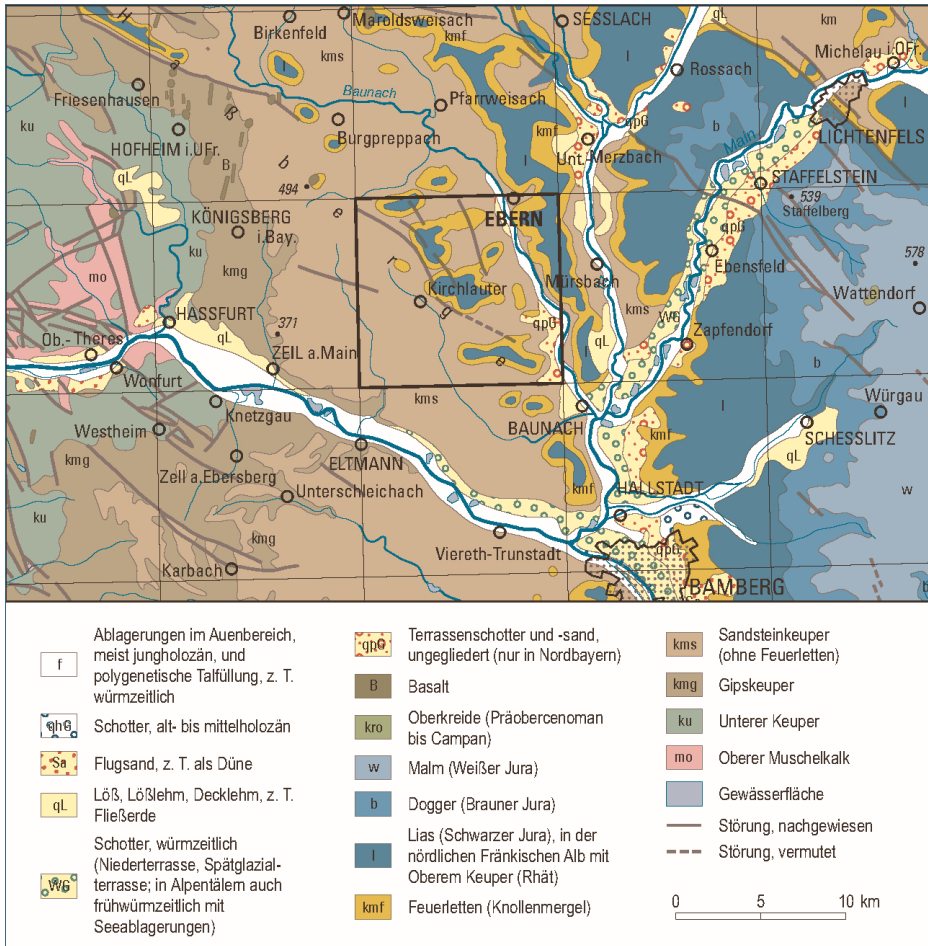 Birkenfeld
Maroldsweisach
kmf
SESSLACH
qL
km
Michelau i.OFr.
kms
l
Rossach
Friesenhausen
H
a
ß
b
e
r
g
e
Baunach
Pfarrweisach
kmf
qpG
b
Main
l
ku
HOFHEIM i.UFr.
B
Burgpreppach
l
Unt.-Merzbach
LICHTENFELS
STAFFELSTEIN
qL
494
539
Staffelberg
KÖNIGSBERG
i.Bay.
EBERN
qpG
Ebensfeld
578
ku
kmg
mo
Kirchlauter
Mürsbach
Wattendorf
HASSFURT
qL
371
kms
WG
Zapfendorf
Ob.-Theres
ZEIL a.Main
qpG
l
qL
b
Wonfurt
Knetzgau
kms
BAUNACH
l
Würgau
Westheim
kmf
SCHESSLITZ
kmg
ELTMANN
qL
Zell a.Ebersberg
Unterschleichach
kmf
HALLSTADT
w
ku
kmg
Viereth-Trunstadt
qpG
Karbach
BAMBERG
b
f
Ablagerungen im Auenbereich,
meist jungholozän, und
polygenetische Talfüllung, z. T.
würmzeitlich
qhG
Schotter, alt- bis mittelholozän
Sa
Flugsand, z. T. als Düne
qL
Löß, Lößlehm, Decklehm, z. T.
Fließerde
WG
Schotter, würmzeitlich
(Niederterrasse, Spätglazial-
terrasse; in Alpentälern auch
frühwürmzeitlich mit
Seeablagerungen)
qpG
Terrassenschotter und -sand,
ungegliedert (nur in Nordbayern)
B
Basalt
kro
Oberkreide (Präobercenoman
bis Campan)
w
Malm (Weißer Jura)
b
Dogger (Brauner Jura)
l
Lias (Schwarzer Jura), in der
nördlichen Fränkischen Alb mit
Oberem Keuper (Rhät)
kmf
Feuerletten (Knollenmergel)
kms
Sandsteinkeuper
(ohne Feuerletten)
kmg
Gipskeuper
ku
Unterer Keuper
mo
Oberer Muschelkalk
Gewässerfläche
Störung, nachgewiesen
Störung, vermutet
0 5 10 km